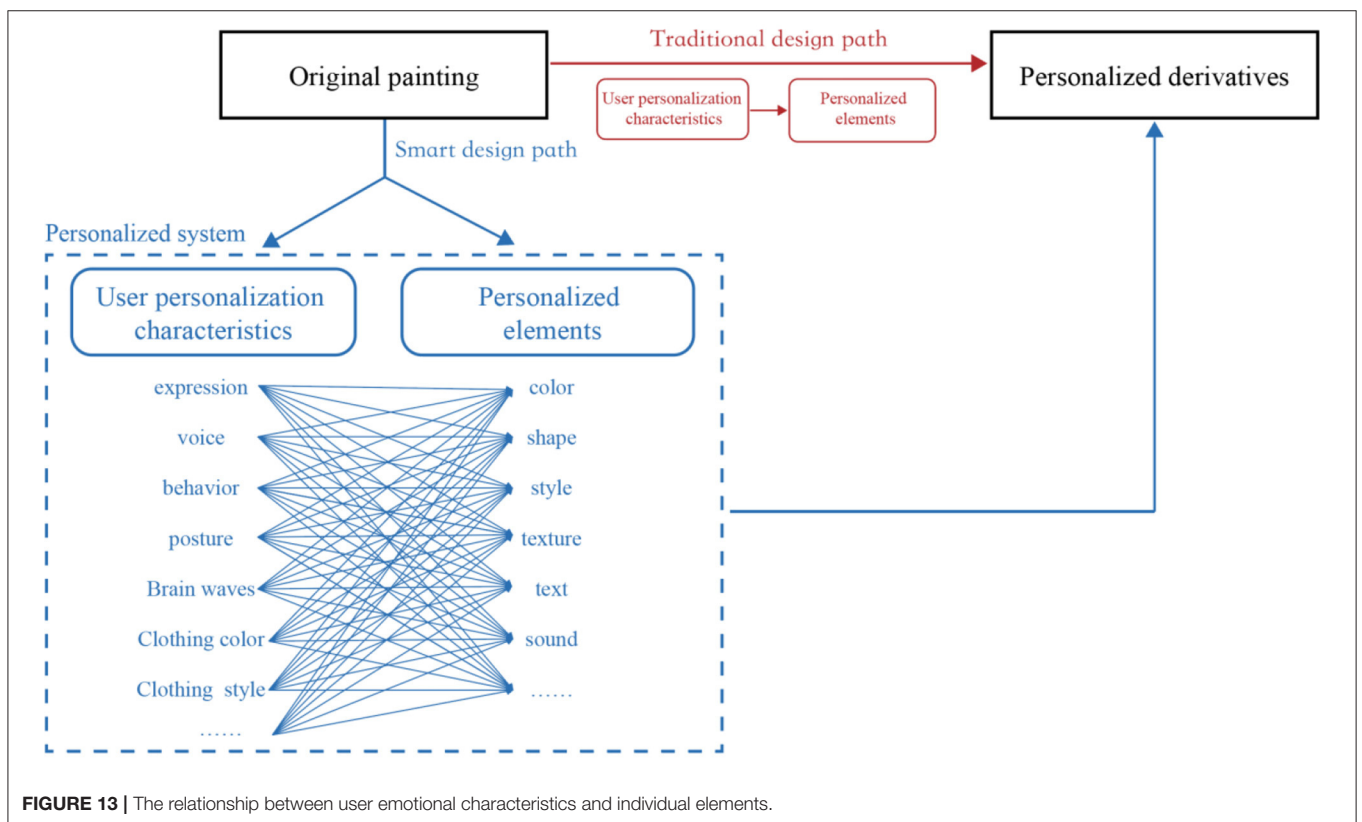 Traditional design path
Original painting
Personalized derivatives
User personalization
characteristics
Personalized
elements
Smart design path
Personalized system
User personalization
characteristics
Personalized
elements
expression
color
voice
shape
behavior
style
posture
texture
Brain waves
text
Clothing color
sound
Clothing style
......
......
FIGURE 13 | The relationship between user emotional characteristics and individual elements.